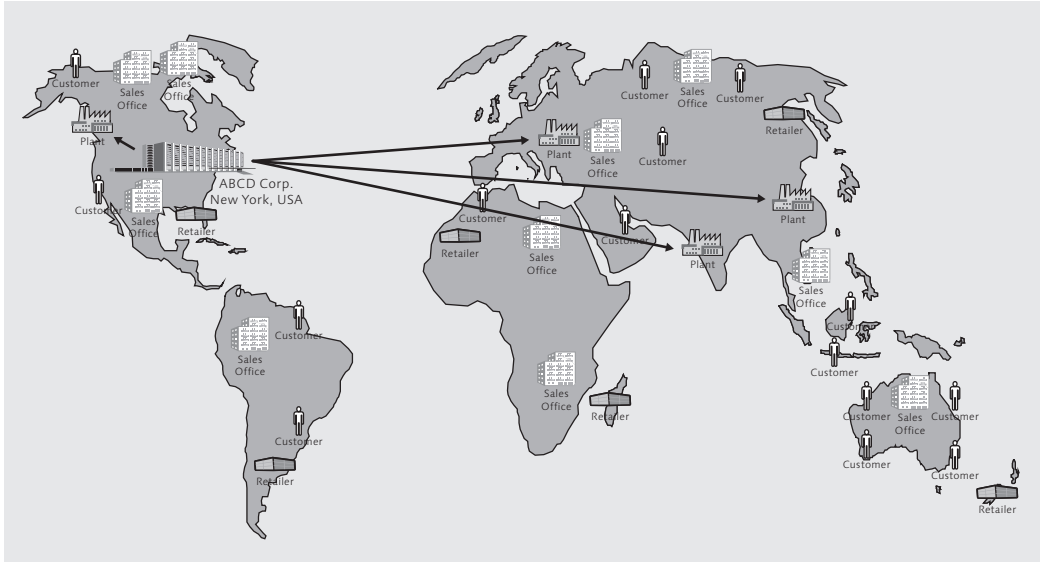 Customer
Sales
Office
Sales
Office
Plant
ABCD Corp.
New York, USA
Customer
Sales
Office
Retailer
Sales
Office
Customer
Customer
Retailer
Customer
Sales
Office
Customer
Retailer
Plant
Sales
Office
Customer
Customer
Retailer
Sales
Office
Customer
Plant
Plant
Sales
Office
Customer
Customer
Sales
Office
Retailer
Customer
Sales
Office
Customer
Customer
Customer
Retailer